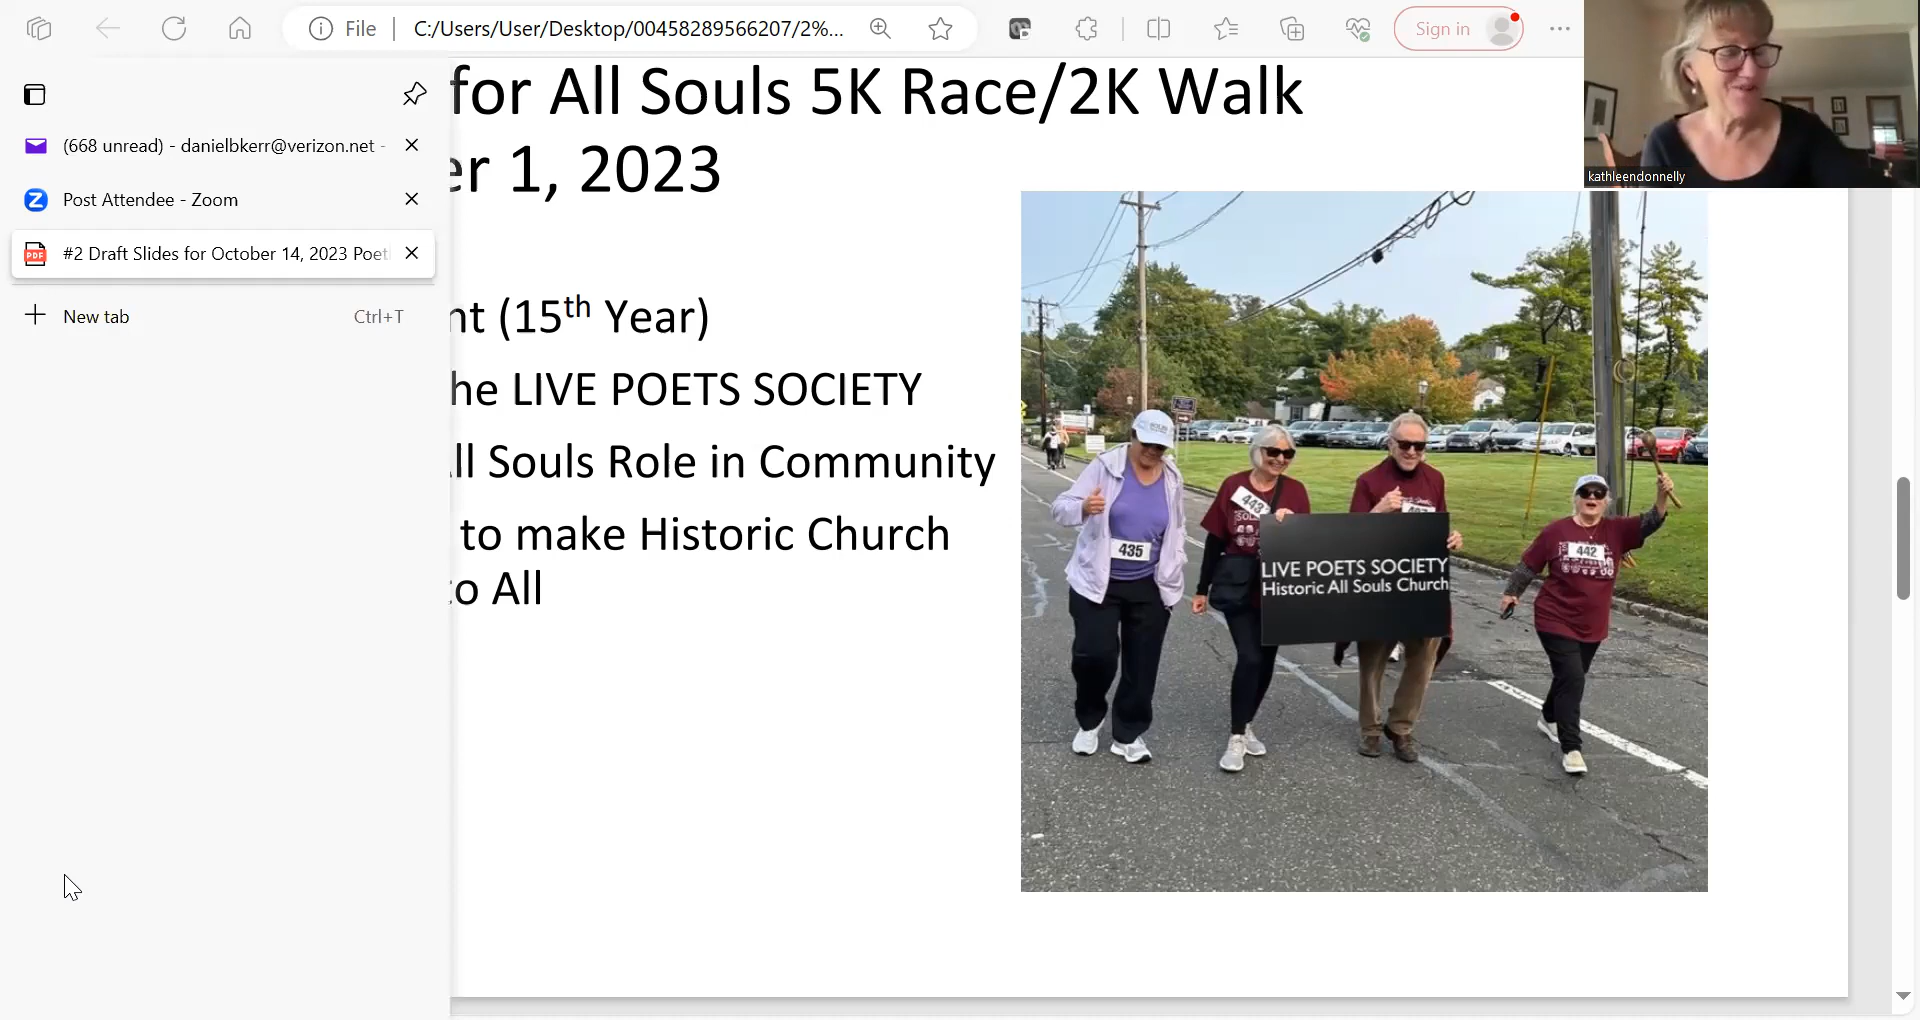 File
C:/Users/User/Desktop/00458289566207/2%...
Sign in
(668 unread) - danielbkerr@verizon.net -
Post Attendee - Zoom
#2 Draft Slides for October 14, 2023 Poet
New tab
Ctrl+T
for All Souls 5K Race/2K Walk
er 1, 2023
nt (15th Year)
he LIVE POETS SOCIETY
ll Souls Role in Community
to make Historic Church
to All
kathleendonnelly
435
443
442
LIVE POETS SOCIETY
Historic All Souls Church
PDF